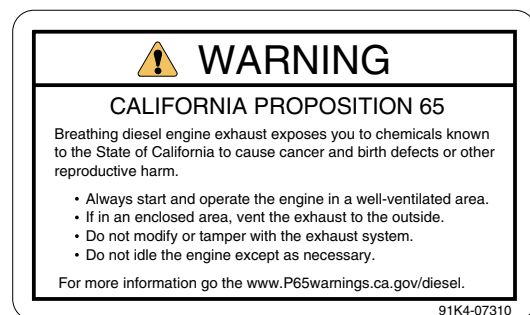 WARNING
CALIFORNIA PROPOSITION 65
Breathing diesel engine exhaust exposes you to chemicals known
to the State of California to cause cancer and birth defects or other
reproductive harm.
• Always start and operate the engine in a well-ventilated area.
• If in an enclosed area, vent the exhaust to the outside.
• Do not modify or tamper with the exhaust system.
• Do not idle the engine except as necessary.
For more information go the www.P65warnings.ca.gov/diesel.
91K4-07310